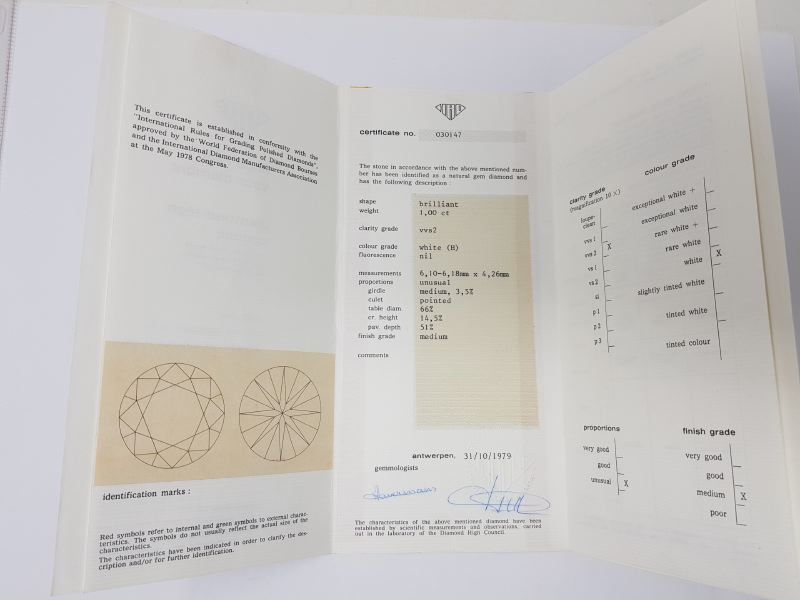 This certificate is established in conformity with the
"International Rules for Grading Polished Diamonds",
approved by the World Federation of Diamond Bourses
and the International Diamond Manufacturers Association
at the May 1978 Congress.
identification marks :
Red symbols refer to internal and green symbols to external charac-
teristics. The symbols do not usually reflect the actual size of the
characteristics.
The characteristics have been indicated in order to clarify the des-
cription and/or for further identification.
certificate no. 030147
The stone in accordance with the above mentioned num-
ber has been identified as a natural gem diamond and
has the following description :
shape brilliant
weight 1,00 ct
clarity grade vvs2
colour grade white (H)
fluorescence nil
measurements 6,10-6,18mm x 4,26mm
proportions unusual
girdle medium, 3,5%
culet pointed
table diam. 66%
cr. height 14,5%
pav. depth 51%
finish grade medium
comments
antwerpen, 31/10/1979
gemmologists
The characteristics of the above mentioned diamond have been
established by scientific measurements and observations, carried
out in the laboratory of the Diamond High Council.
clarity grade
(magnification 10 X)
loupe-
clean
vvs 1
vvs 2 X
vs 1
vs 2
si
p 1
p 2
p 3
colour grade
exceptional white +
exceptional white
rare white +
rare white
white X
slightly tinted white
tinted white
tinted colour
proportions
very good
good
unusual X
finish grade
very good
good
medium X
poor